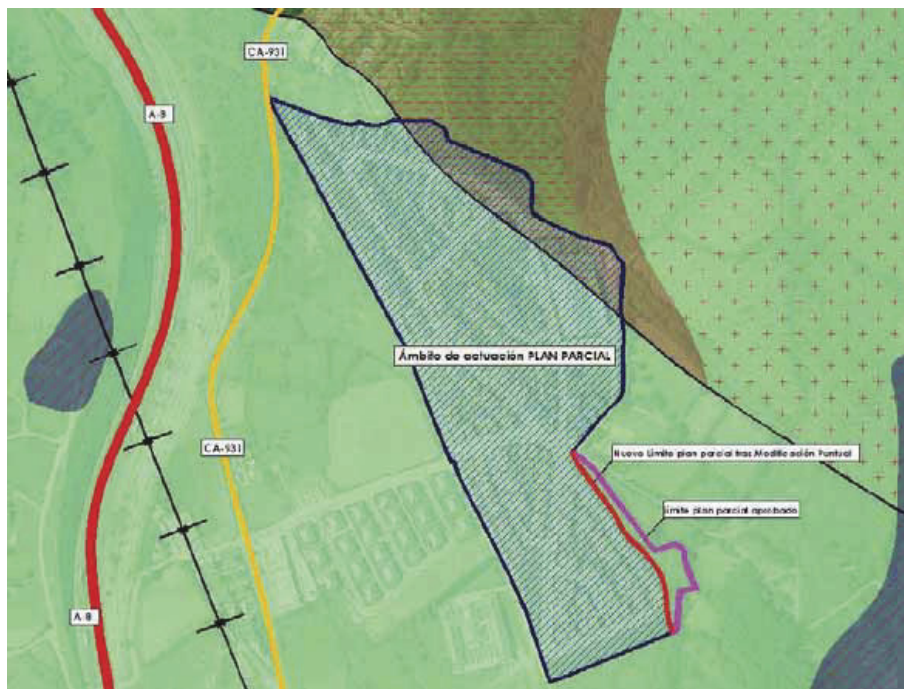 CA-931
A-8
Ámbito de actuación PLAN PARCIAL
CA-931
Nuevo Límite plan parcial tras Modificación Puntual
Límite plan parcial aprobado
A-8